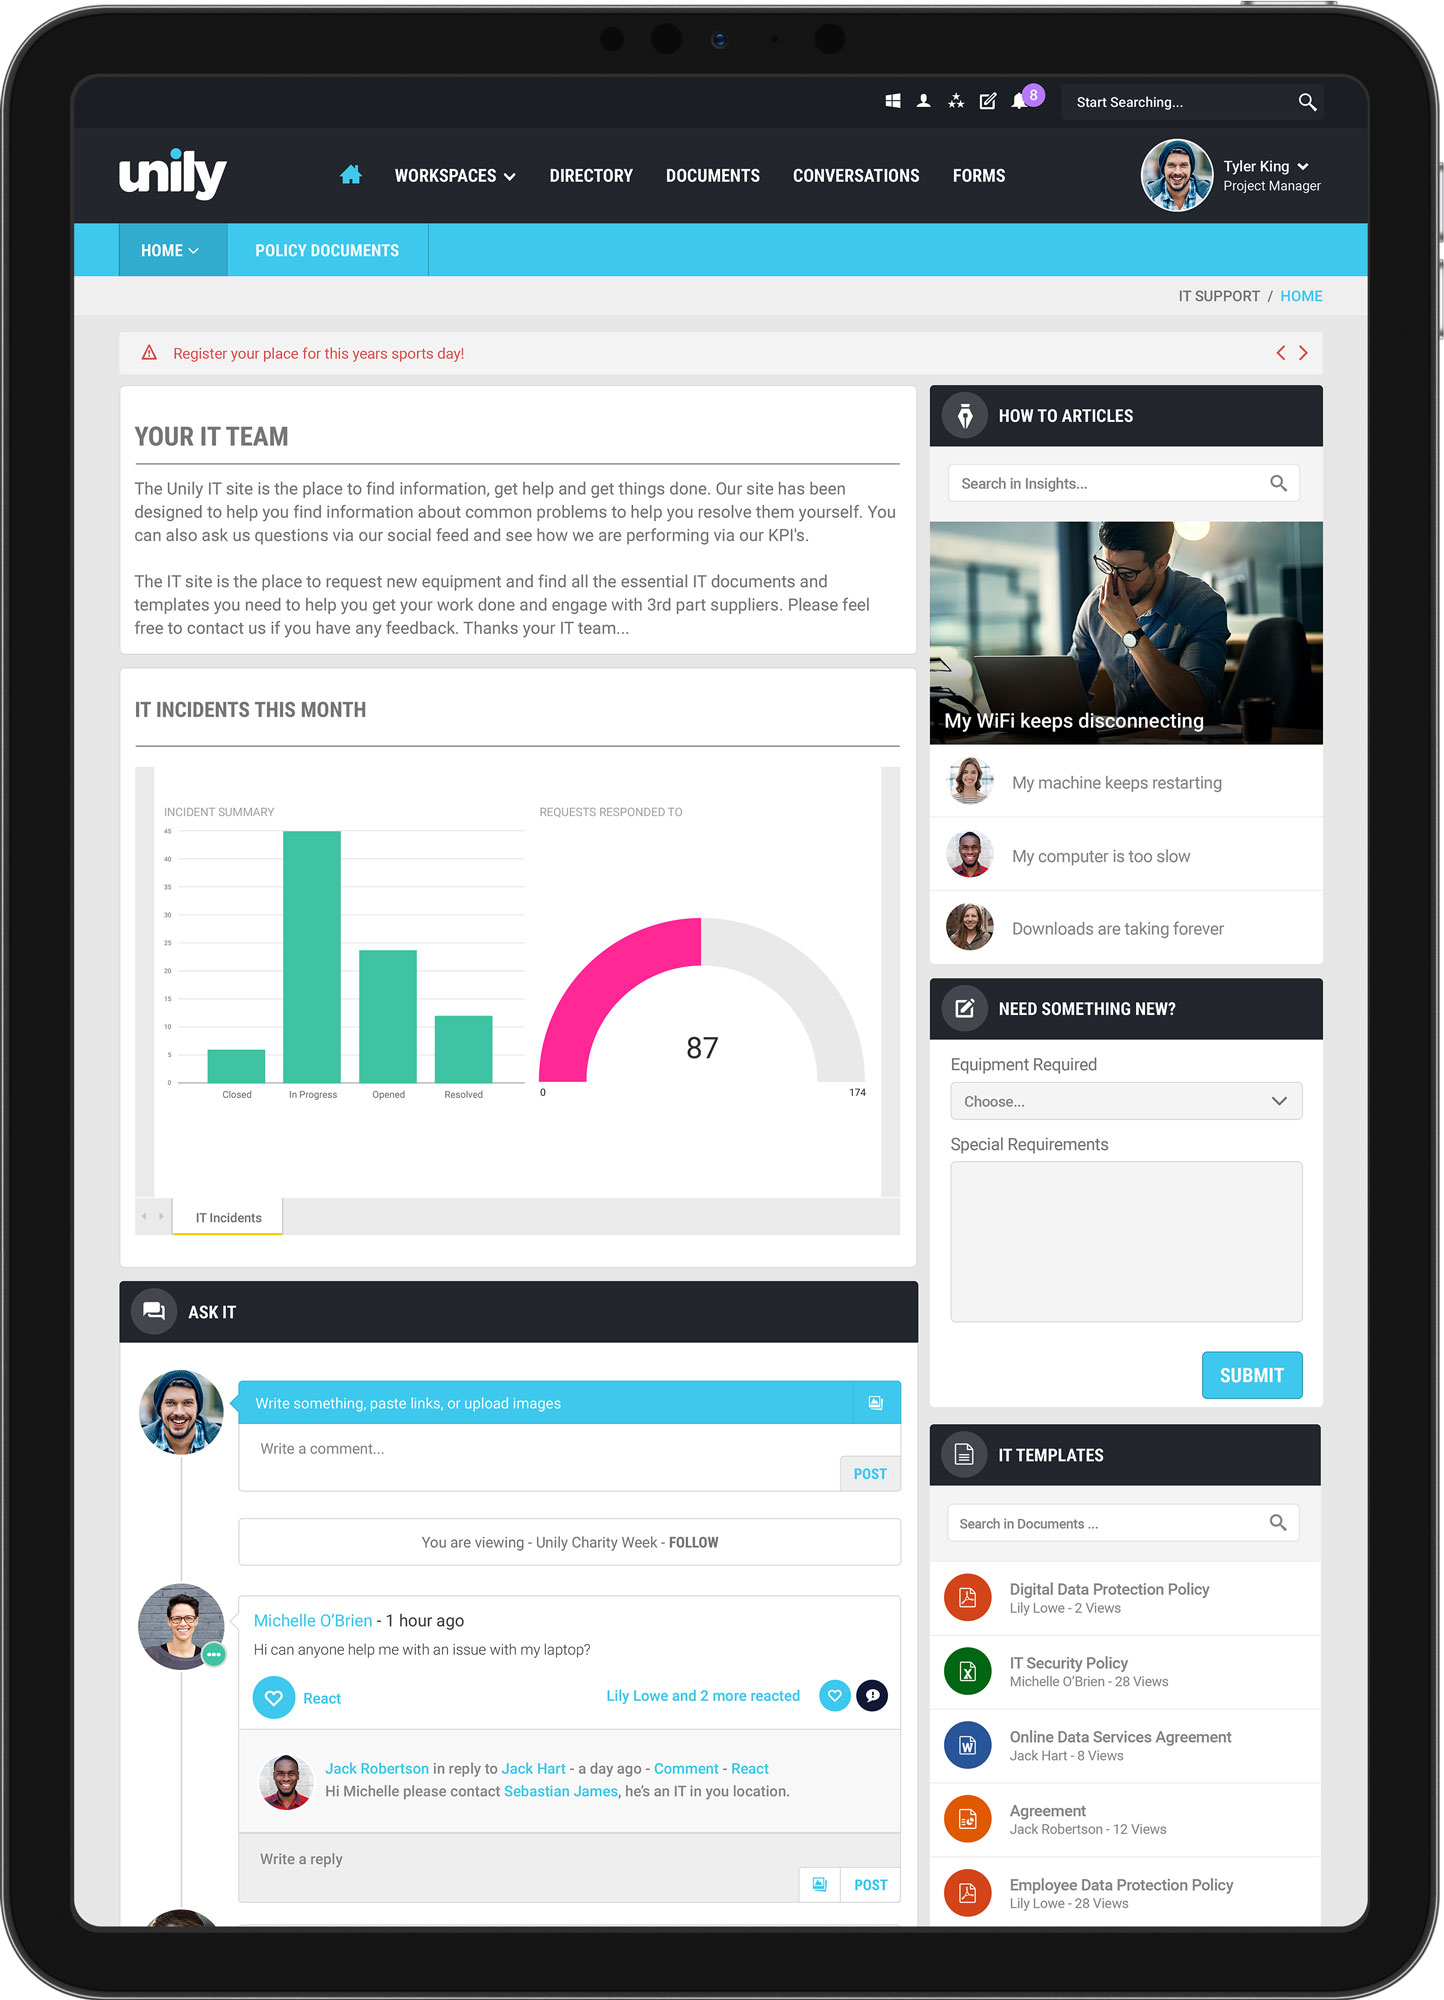 8
Start Searching...
unily
WORKSPACES
DIRECTORY
DOCUMENTS
CONVERSATIONS
FORMS
Tyler King
Project Manager
HOME
POLICY DOCUMENTS
IT SUPPORT / HOME
Register your place for this years sports day!
YOUR IT TEAM
The Unily IT site is the place to find information, get help and get things done. Our site has been
designed to help you find information about common problems to help you resolve them yourself. You
can also ask us questions via our social feed and see how we are performing via our KPI's.
The IT site is the place to request new equipment and find all the essential IT documents and
templates you need to help you get your work done and engage with 3rd part suppliers. Please feel
free to contact us if you have any feedback. Thanks your IT team...
IT INCIDENTS THIS MONTH
INCIDENT SUMMARY
45
40
35
30
25
20
15
10
5
0
Closed
In Progress
Opened
Resolved
REQUESTS RESPONDED TO
87
0
174
IT Incidents
ASK IT
Write something, paste links, or upload images
Write a comment...
POST
You are viewing - Unily Charity Week - FOLLOW
Michelle O'Brien - 1 hour ago
Hi can anyone help me with an issue with my laptop?
React
Lily Lowe and 2 more reacted
Jack Robertson in reply to Jack Hart - a day ago - Comment - React
Hi Michelle please contact Sebastian James, he's an IT in you location.
Write a reply
POST
HOW TO ARTICLES
Search in Insights...
My WiFi keeps disconnecting
My machine keeps restarting
My computer is too slow
Downloads are taking forever
NEED SOMETHING NEW?
Equipment Required
Choose...
Special Requirements
SUBMIT
IT TEMPLATES
Search in Documents ...
Digital Data Protection Policy
Lily Lowe - 2 Views
IT Security Policy
Michelle O'Brien - 28 Views
Online Data Services Agreement
Jack Hart - 8 Views
Agreement
Jack Robertson - 12 Views
Employee Data Protection Policy
Lily Lowe - 28 Views